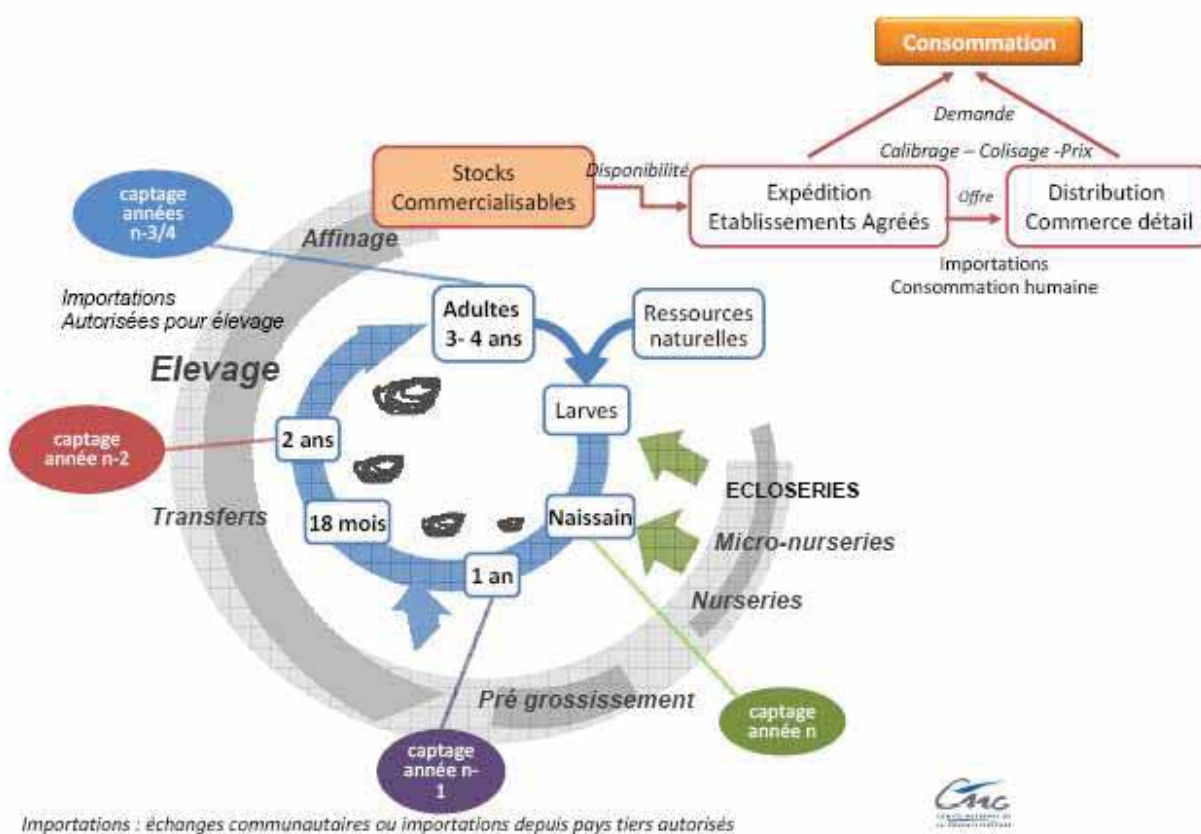 Consommation
Demande
Calibrage – Colisage -Prix
Stocks
Commercialisables
Disponibilité
Expédition
Etablissements Agréés
Offre
Distribution
Commerce détail
Importations
Consommation humaine
captage
années
n-3/4
Affinage
Importations
Autorisées pour élevage
Elevage
Adultes
3- 4 ans
Ressources
naturelles
Larves
captage
année n-2
2 ans
ECLOSERIES
Transferts
18 mois
Naissain
Micro-nurseries
1 an
Nurseries
Pré grossissement
captage
année n
captage
année n-
1
CNC
Importations : échanges communautaires ou importations depuis pays tiers autorisés